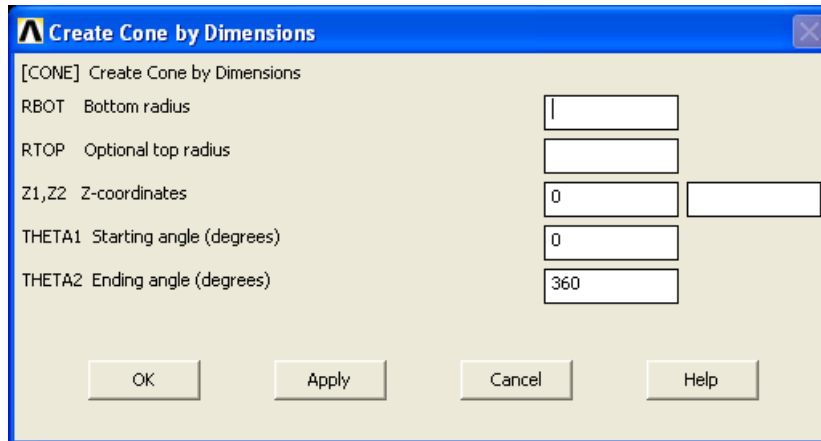 Create Cone by Dimensions
[CONE] Create Cone by Dimensions
RBOT Bottom radius
RTOP Optional top radius
Z1,Z2 Z-coordinates 0
THETA1 Starting angle (degrees) 0
THETA2 Ending angle (degrees) 360
OK Apply Cancel Help